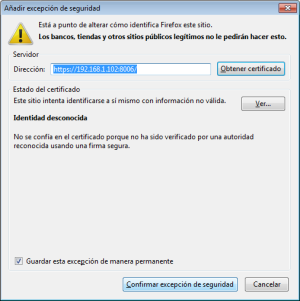 Añadir excepción de seguridad
Está a punto de alterar cómo identifica Firefox este sitio.
Los bancos, tiendas y otros sitios públicos legítimos no le pedirán hacer esto.
Servidor
Dirección: https://192.168.1.102:8006/ Obtener certificado
Estado del certificado
Este sitio intenta identificarse a sí mismo con información no válida. Ver...
Identidad desconocida
No se confía en el certificado porque no ha sido verificado por una autoridad
reconocida usando una firma segura.
Guardar esta excepción de manera permanente
Confirmar excepción de seguridad Cancelar